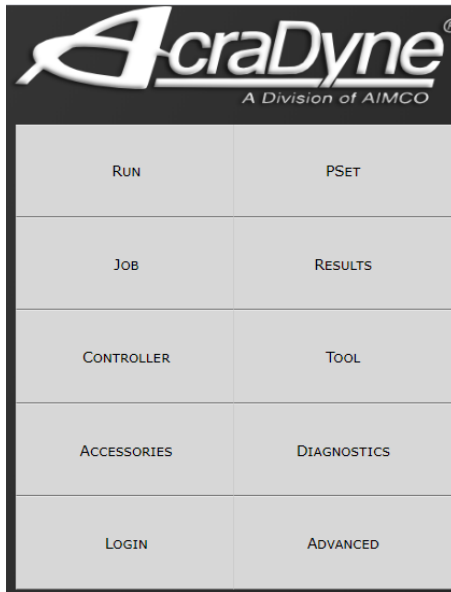 AcraDyne®
A Division of AIMCO
Run PSet
Job Results
Controller Tool
Accessories Diagnostics
Login Advanced